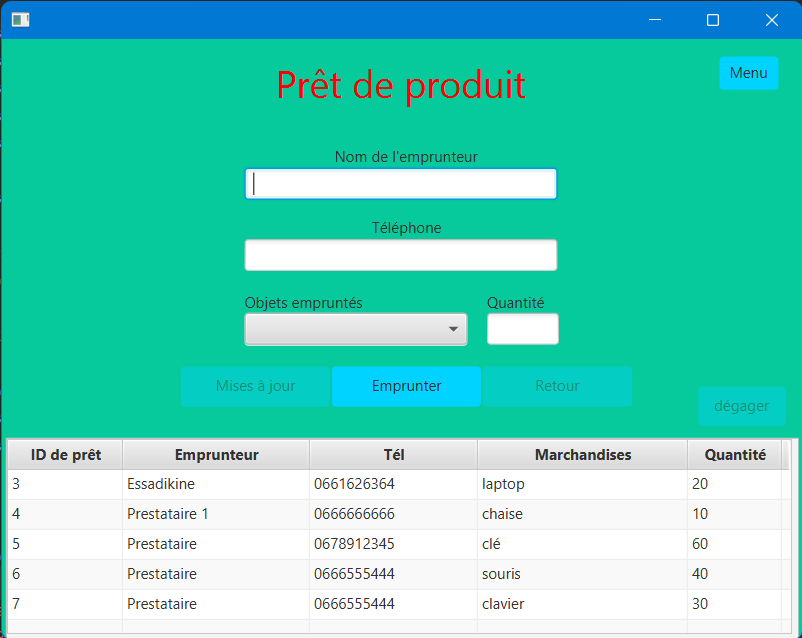 Menu
Prêt de produit
Nom de l'emprunteur
Téléphone
Objets empruntés Quantité
Mises à jour Emprunter Retour
dégager
ID de prêt Emprunteur Tél Marchandises Quantité
3 Essadikine 0661626364 laptop 20
4 Prestataire 1 0666666666 chaise 10
5 Prestataire 0678912345 clé 60
6 Prestataire 0666555444 souris 40
7 Prestataire 0666555444 clavier 30